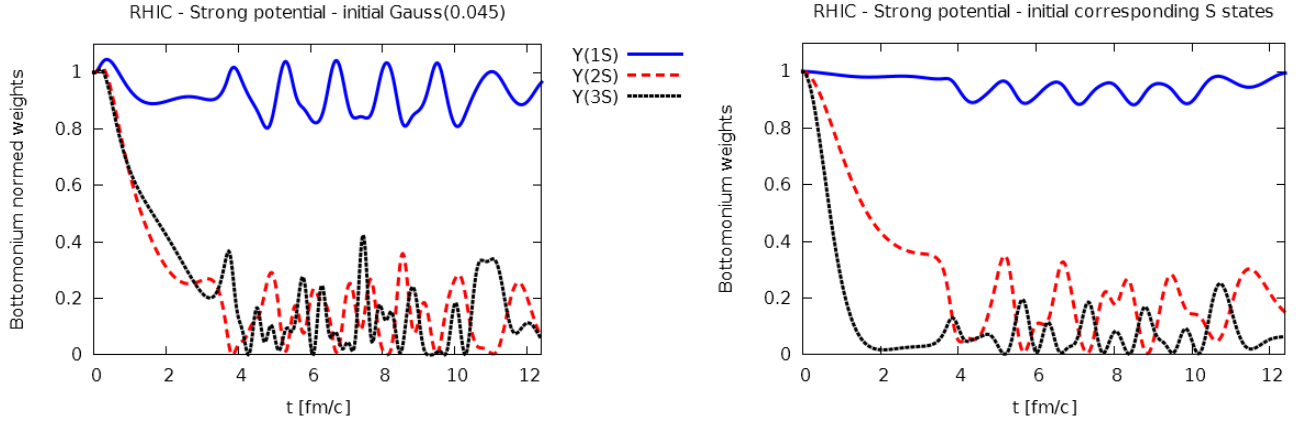 RHIC - Strong potential - initial Gauss(0.045)
Bottomonium normed weights
1
0.8
0.6
0.4
0.2
0
0 2 4 6 8 10 12
t [fm/c]
Y(1S)
Y(2S)
Y(3S)
RHIC - Strong potential - initial corresponding S states
Bottomonium weights
1
0.8
0.6
0.4
0.2
0
0 2 4 6 8 10 12
t [fm/c]